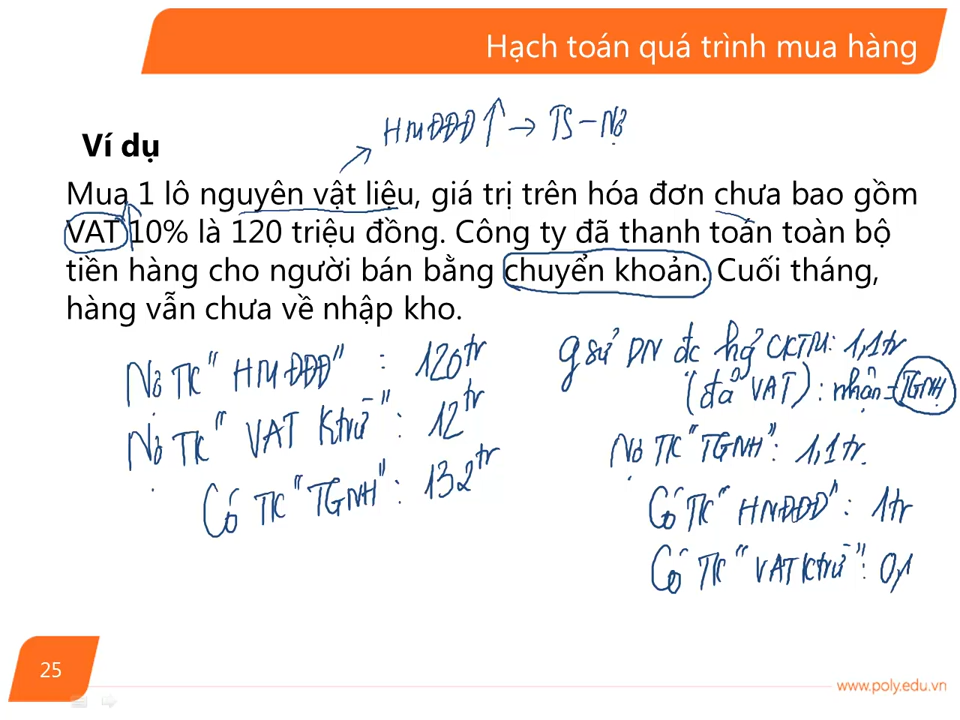 Hạch toán quá trình mua hàng
HMĐĐĐ ↑ → TS - Nợ
Ví dụ
Mua 1 lô nguyên vật liệu, giá trị trên hóa đơn chưa bao gồm
VAT 10% là 120 triệu đồng. Công ty đã thanh toán toàn bộ
tiền hàng cho người bán bằng chuyển khoản. Cuối tháng,
hàng vẫn chưa về nhập kho.
Nợ TK "HMĐĐĐ" : 120tr
Nợ TK "VAT Ktrừ" : 12tr
Có TK "TGNH" : 132tr
g sử DN đc hg CKTM: 1,1tr
(đã VAT) : nhận = TGNH
Nợ TK "TGNH" : 1,1tr.
Có TK "HMĐĐĐ" : 1tr
Có TK "VAT Ktrừ" : 0,1
25
www.poly.edu.vn